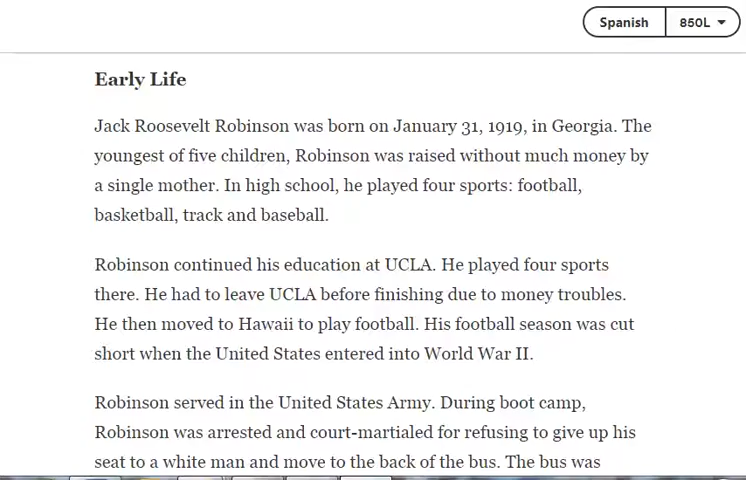 Spanish
850L
Early Life
Jack Roosevelt Robinson was born on January 31, 1919, in Georgia. The
youngest of five children, Robinson was raised without much money by
a single mother. In high school, he played four sports: football,
basketball, track and baseball.
Robinson continued his education at UCLA. He played four sports
there. He had to leave UCLA before finishing due to money troubles.
He then moved to Hawaii to play football. His football season was cut
short when the United States entered into World War II.
Robinson served in the United States Army. During boot camp,
Robinson was arrested and court-martialed for refusing to give up his
seat to a white man and move to the back of the bus. The bus was